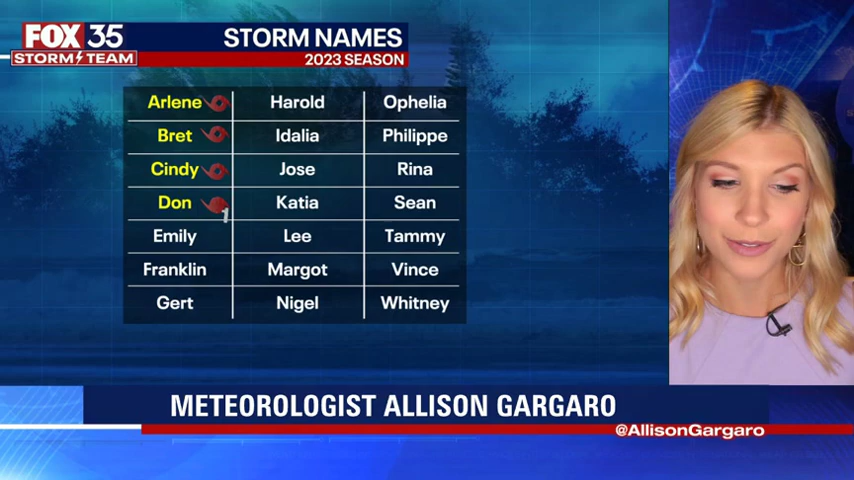 FOX 35
STORM TEAM
STORM NAMES
2023 SEASON
Arlene Harold Ophelia
Bret Idalia Philippe
Cindy Jose Rina
Don 1 Katia Sean
Emily Lee Tammy
Franklin Margot Vince
Gert Nigel Whitney
METEOROLOGIST ALLISON GARGARO
@AllisonGargaro